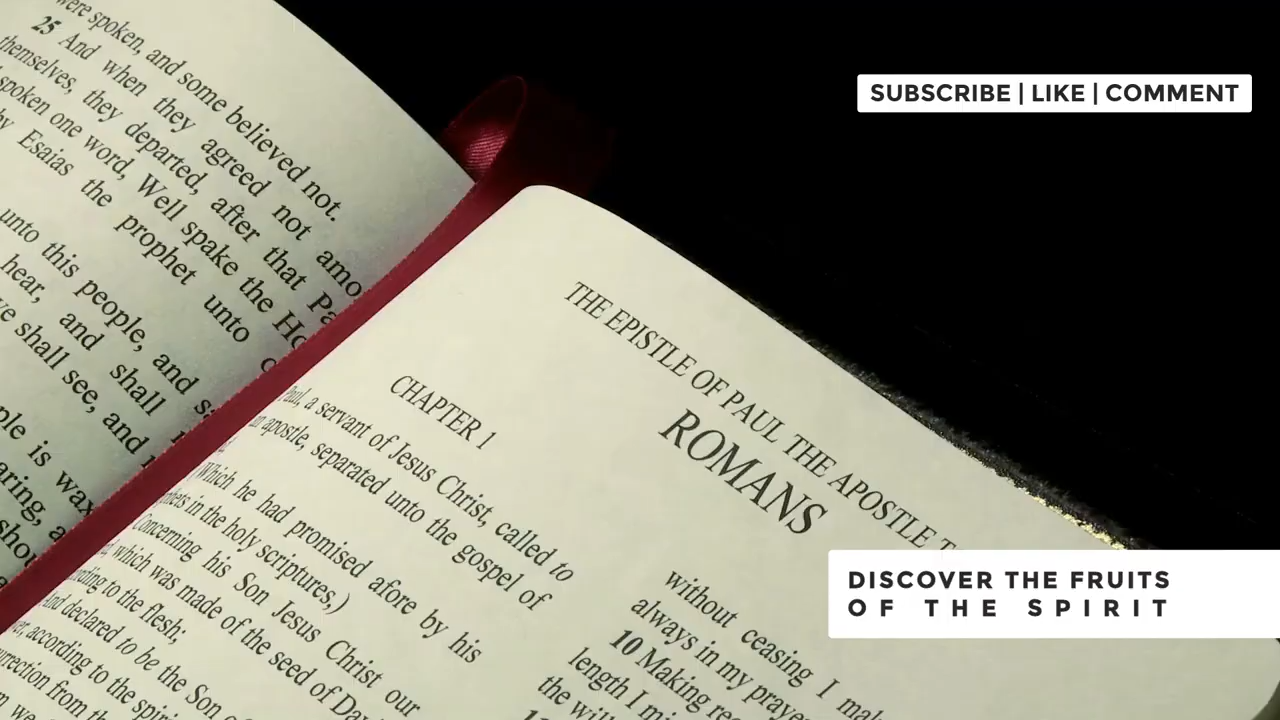 were spoken, and some believed not.
25 And when they agreed not amo
themselves, they departed, after that Pa
spoken one word, Well spake the Ho
by Esaias the prophet unto
unto this people, and
hear, and shall
shall see, and
is wax
SUBSCRIBE | LIKE | COMMENT
THE EPISTLE OF PAUL THE APOSTLE T
ROMANS
CHAPTER 1
Paul, a servant of Jesus Christ, called to
an apostle, separated unto the gospel of
Which he had promised afore by his
in the holy scriptures,)
Concerning his Son Jesus Christ our
which was made of the seed of Da
to the flesh;
And declared to be the Son
according to the spiri
from the
without ceasing I mak
always in my praye
10 Making req
length I mi
the wil
DISCOVER THE FRUITS
OF THE SPIRIT